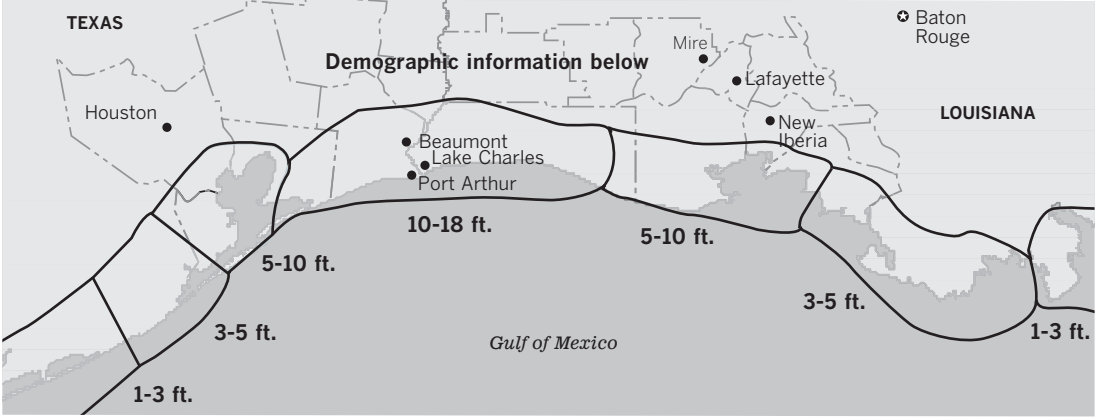 TEXAS
Baton
Rouge
Mire
Demographic information below
Lafayette
Houston
LOUISIANA
New
Iberia
Beaumont
Lake Charles
Port Arthur
10-18 ft.
5-10 ft.
5-10 ft.
3-5 ft.
3-5 ft.
1-3 ft.
Gulf of Mexico
1-3 ft.